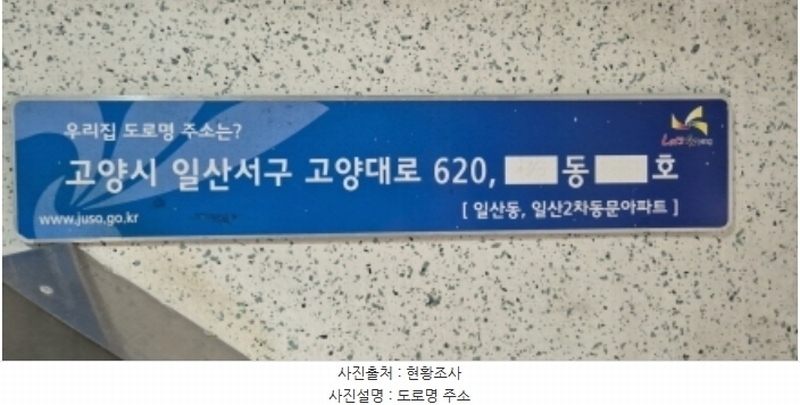 우리집 도로명 주소는?
고양시 일산서구 고양대로 620, 동 호
[ 일산동, 일산2차동문아파트 ]
www.juso.go.kr
사진출처 : 현황조사
사진설명 : 도로명 주소